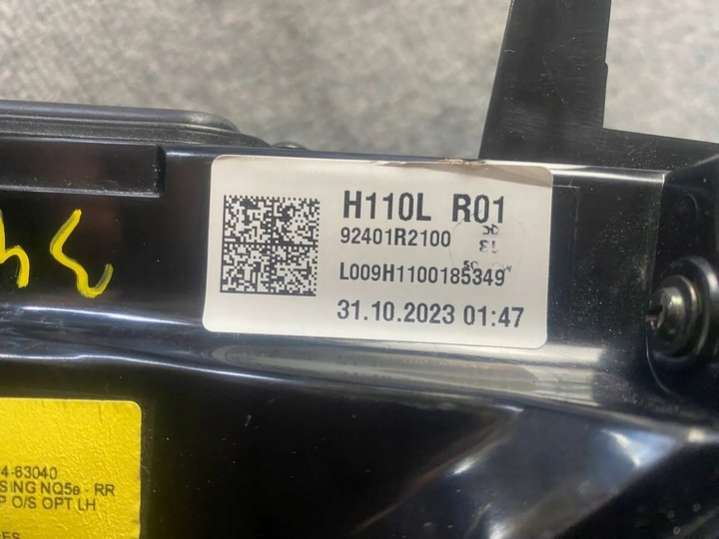 H110L R01
92401R2100
L009H1100185349
31.10.2023 01:47
4-63040
SING NQ5e - RR
P O/S OPT LH